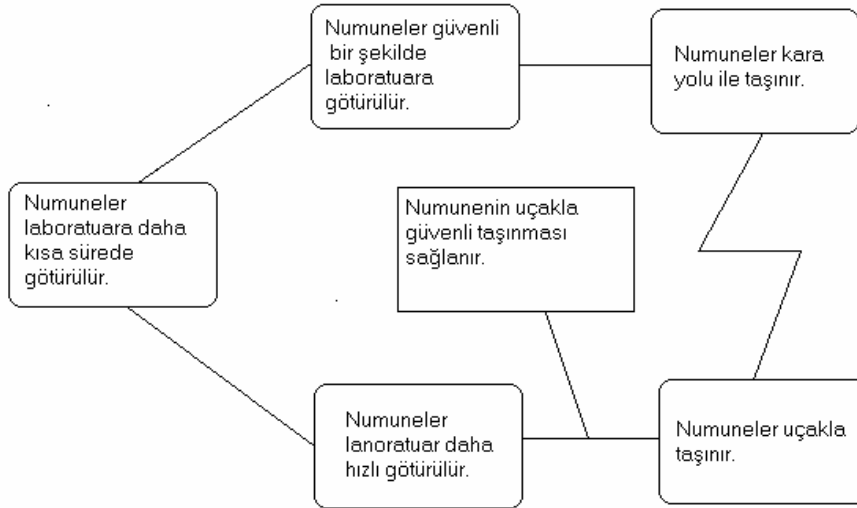 Numuneler güvenli
bir şekilde
laboratuara
götürülür.
Numuneler kara
yolu ile taşınır.
Numuneler
laboratuara daha
kısa sürede
götürülür.
Numunenin uçakla
güvenli taşınması
sağlanır.
Numuneler
lanoratuar daha
hızlı götürülür.
Numuneler uçakla
taşınır.